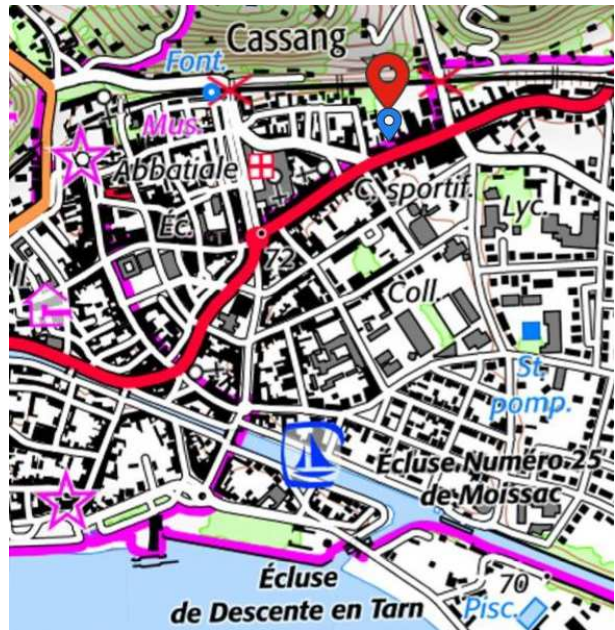 Cassang
Font.
Mus.
Abbatiale
C. sportif.
Lyc.
Éc.
72
ll.
Coll
St.
pomp.
Écluse Numéro 25
de Moissac
Écluse
de Descente en Tarn
70
Pisc.